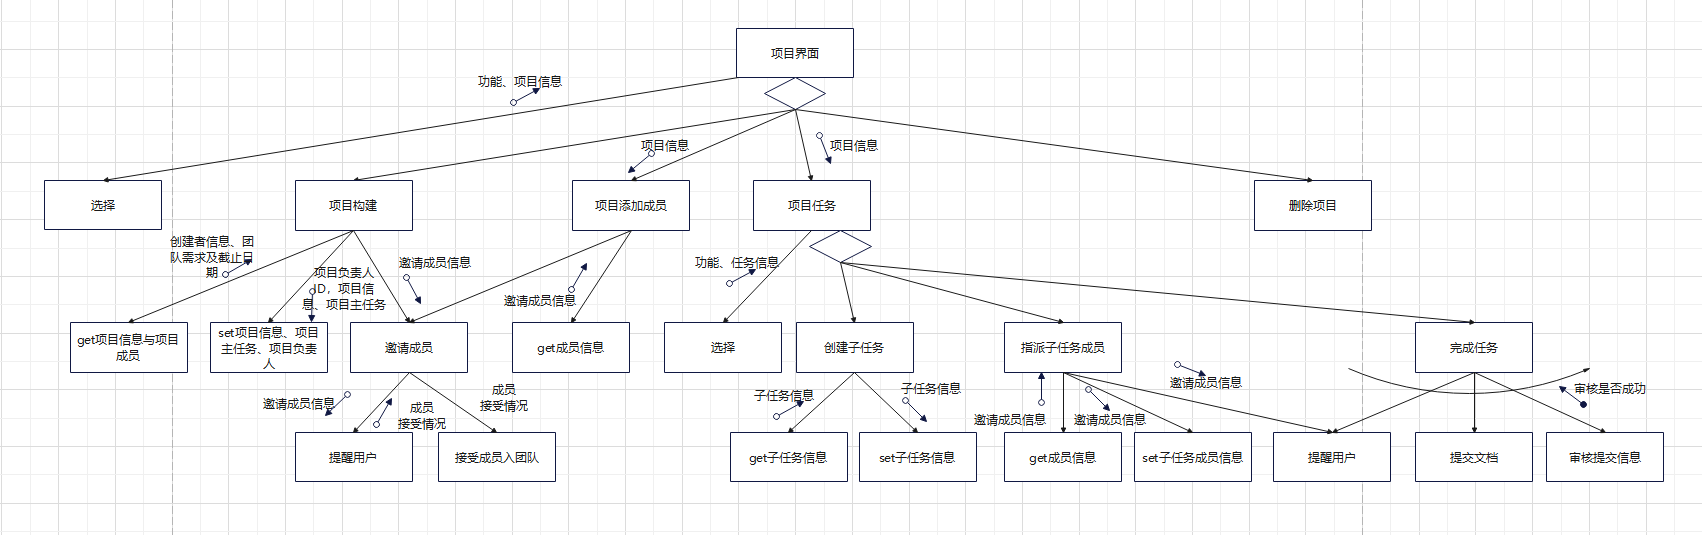 项目界面
功能、项目信息
项目信息
项目信息
选择
项目构建
项目添加成员
项目任务
删除项目
创建者信息、团
队需求及截止日
期
项目负责人
ID，项目信
息、项目主任务
邀请成员信息
邀请成员信息
功能、任务信息
get项目信息与项目
成员
set项目信息、项目
主任务、项目负责
人
邀请成员
get成员信息
选择
创建子任务
指派子任务成员
完成任务
邀请成员信息
成员
接受情况
成员
接受情况
子任务信息
子任务信息
邀请成员信息
邀请成员信息
邀请成员信息
审核是否成功
提醒用户
接受成员入团队
get子任务信息
set子任务信息
get成员信息
set子任务成员信息
提醒用户
提交文档
审核提交信息